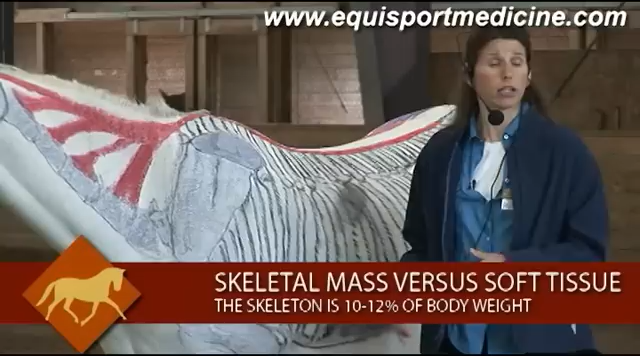 www.equisportmedicine.com
SKELETAL MASS VERSUS SOFT TISSUE
THE SKELETON IS 10-12% OF BODY WEIGHT